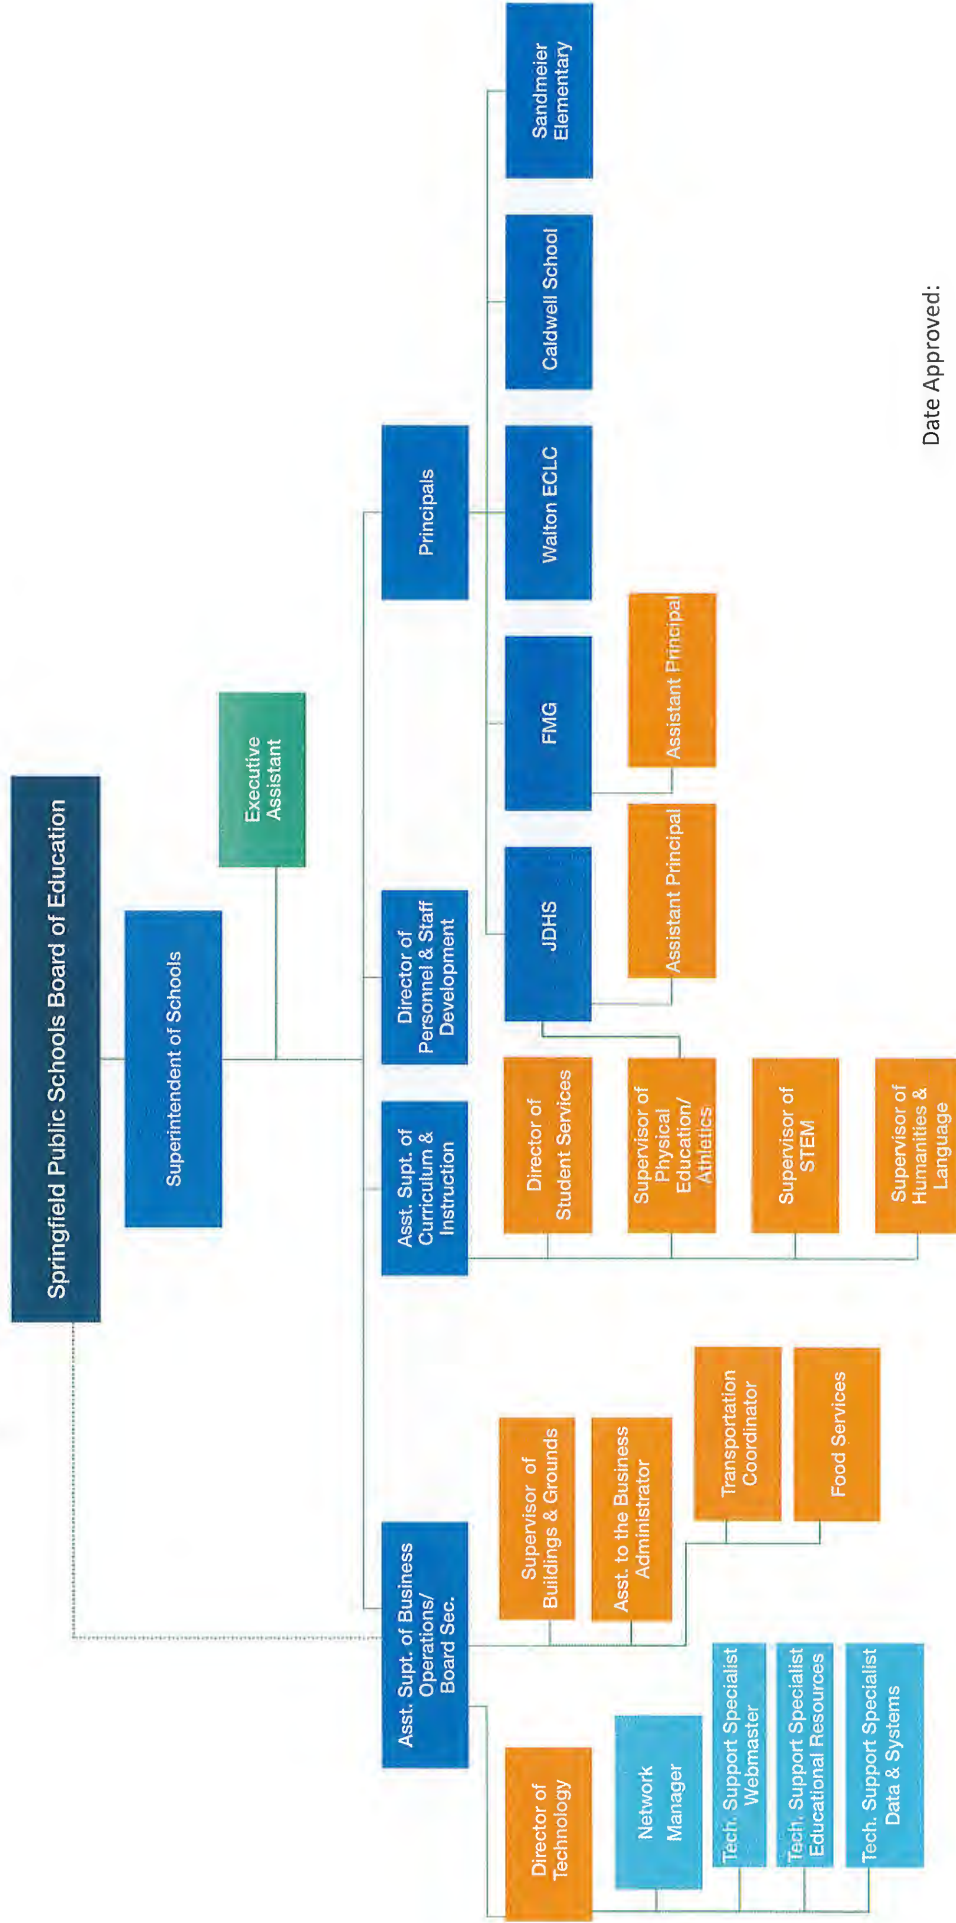 Springfield Public Schools Board of Education
Superintendent of Schools
Executive
Assistant
Asst. Supt. of Business
Operations/
Board Sec.
Asst. Supt. of
Curriculum &
Instruction
Director of
Personnel & Staff
Development
Principals
Director of
Technology
Network
Manager
Tech. Support Specialist
Webmaster
Tech. Support Specialist
Educational Resources
Tech. Support Specialist
Data & Systems
Supervisor of
Buildings & Grounds
Asst. to the Business
Administrator
Transportation
Coordinator
Food Services
Director of
Student Services
Supervisor of
Physical
Education/
Athletics
Supervisor of
STEM
Supervisor of
Humanities &
Language
JDHS
Assistant Principal
FMG
Assistant Principal
Walton ECLC
Caldwell School
Sandmeier
Elementary
Date Approved: